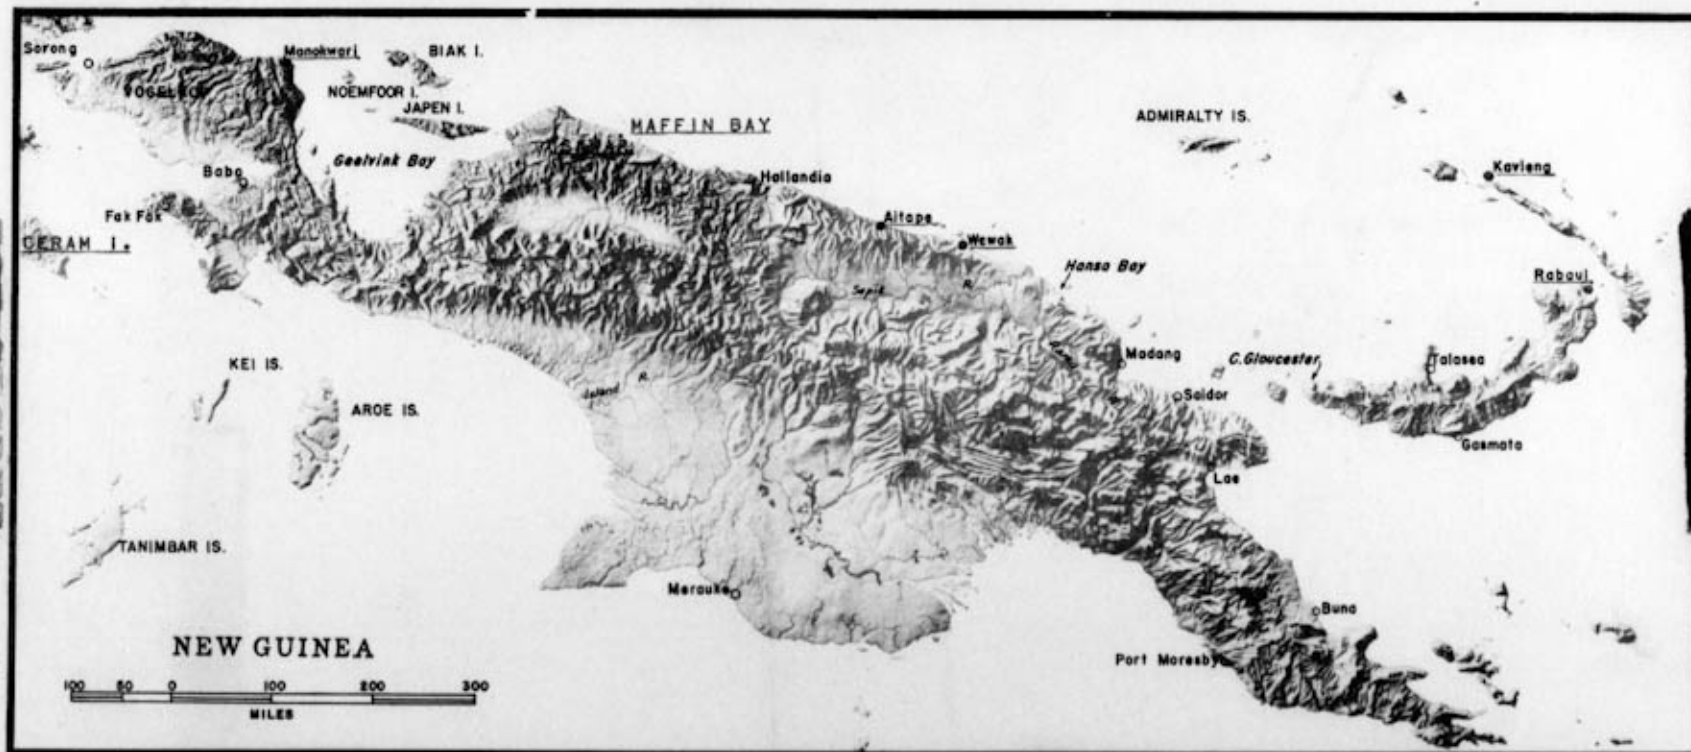 Sorong
Manokwari
BIAK I.
VOGELKOP
NOEMFOOR I.
JAPEN I.
MAFFIN BAY
ADMIRALTY IS.
Geelvink Bay
Kavieng
Babo
Hollandia
Fak Fak
Aitape
CERAM I.
Wewak
Hansa Bay
Rabaul
Sepik R.
Madang
C. Gloucester
Talasea
KEI IS.
Island R.
Saidor
AROE IS.
Gasmata
Lae
TANIMBAR IS.
Merauke
Buna
NEW GUINEA
Port Moresby
100 50 0 100 200 300
MILES